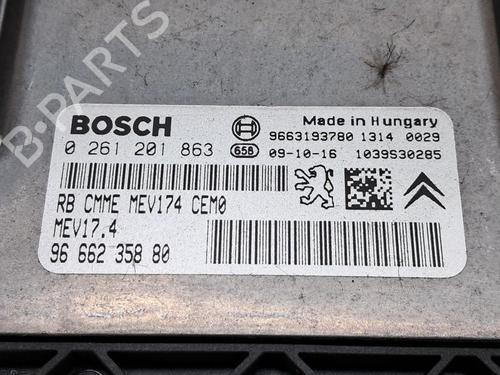 BOSCH
Made in Hungary
9663193780 1314 0029
0 261 201 863
65B
09-10-16 1039S30285
RB CMME MEV174 CEM0
MEV17.4
96 662 358 80
B-PARTS